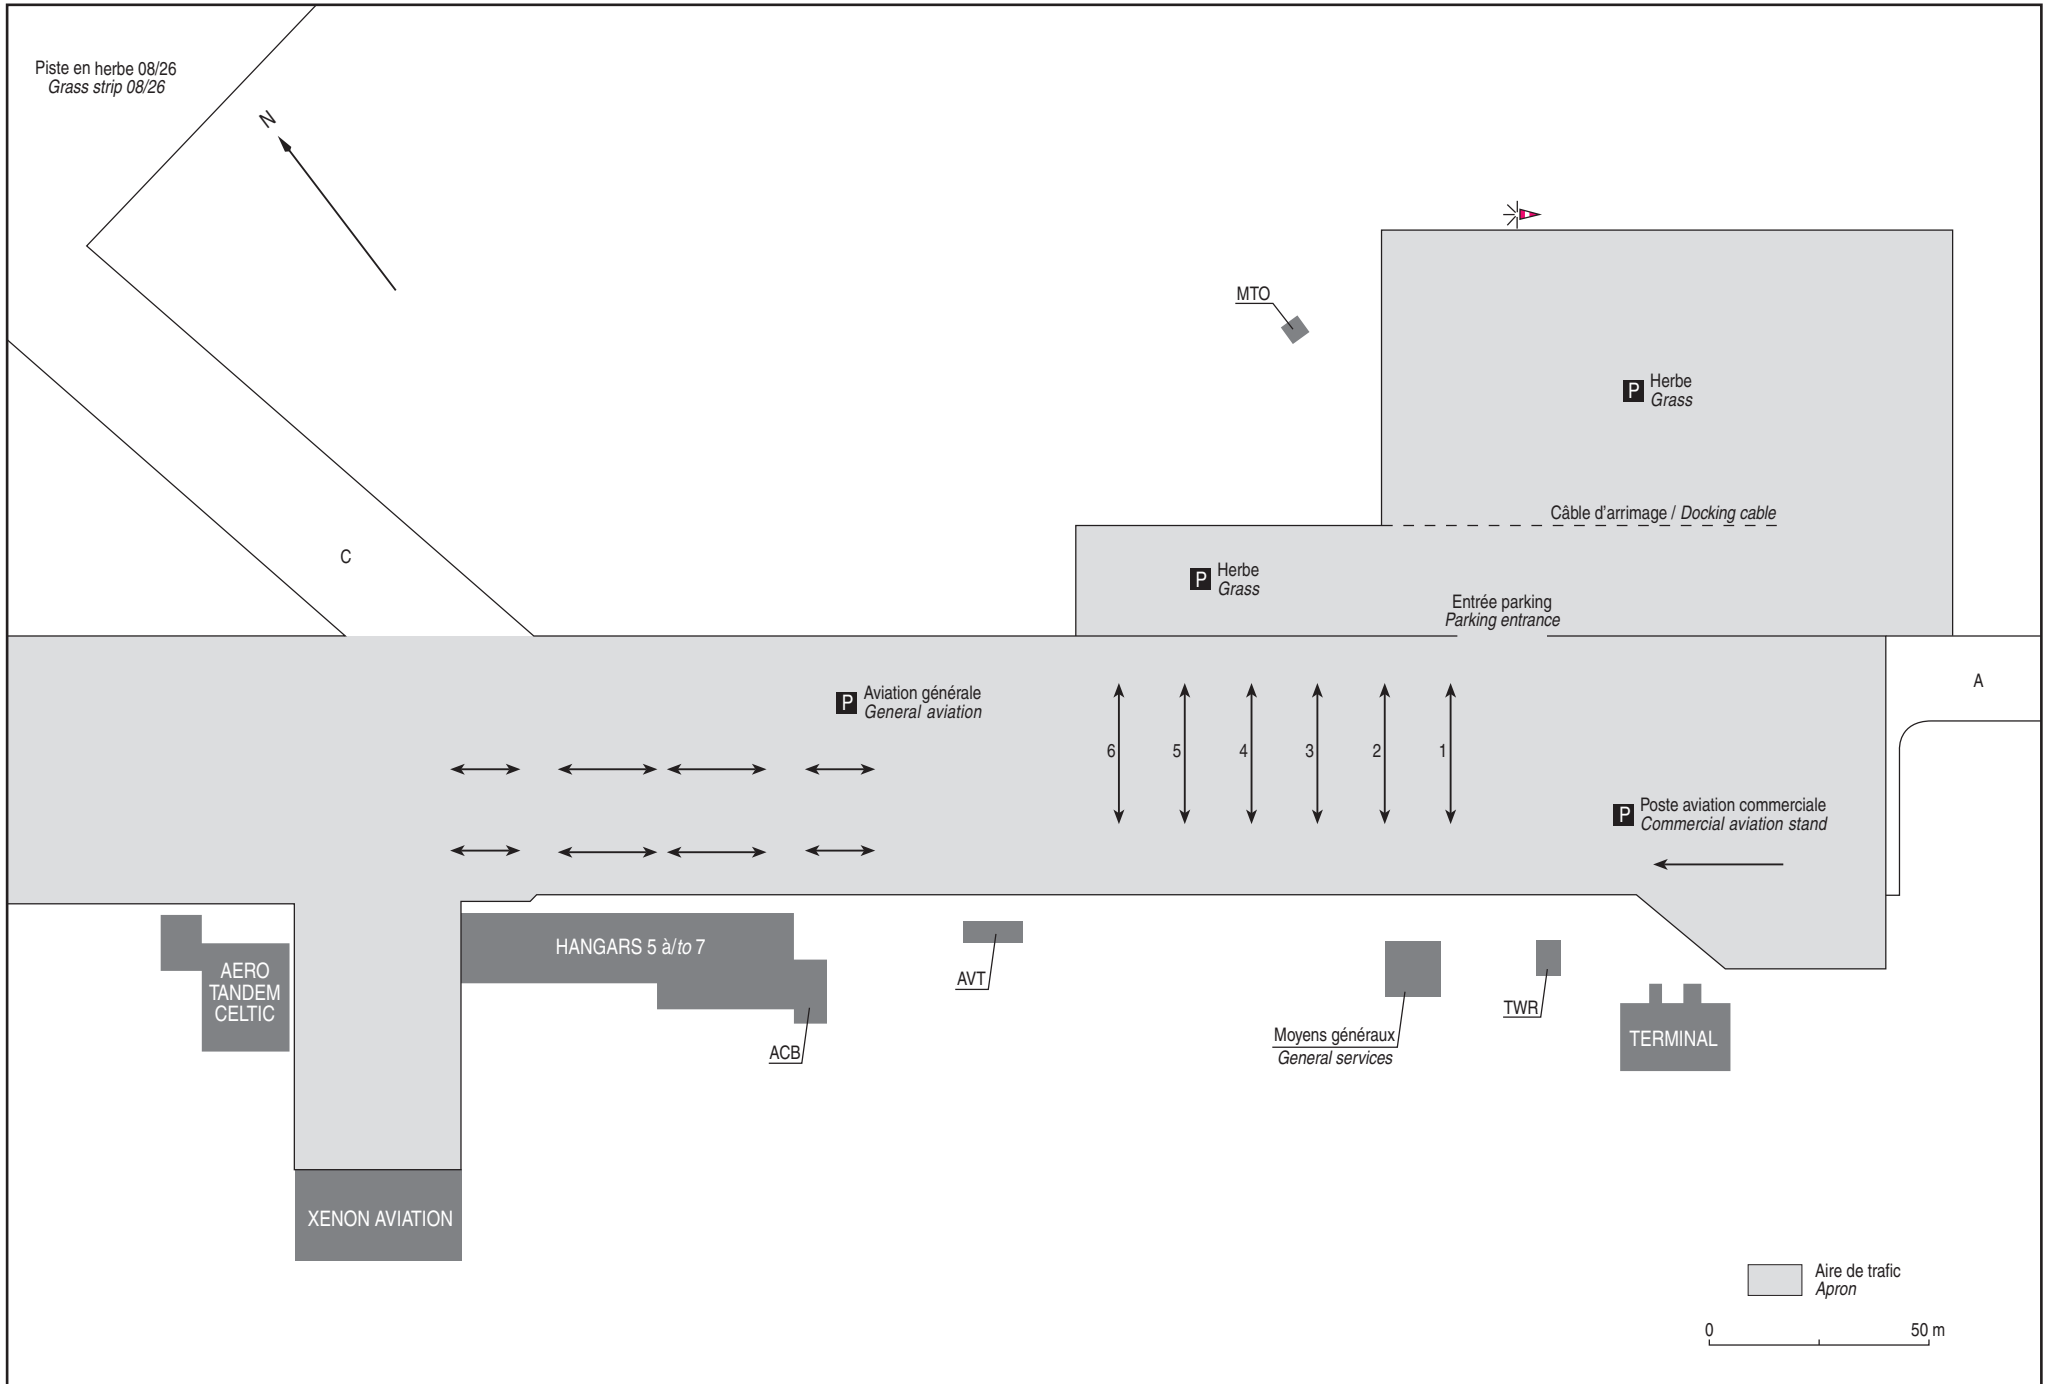 Piste en herbe 08/26
Grass strip 08/26
N
MTO
P Herbe
Grass
Câble d'arrimage / Docking cable
C
P Herbe
Grass
Entrée parking
Parking entrance
A
P Aviation générale
General aviation
6 5 4 3 2 1
P Poste aviation commerciale
Commercial aviation stand
HANGARS 5 à/to 7
AERO
TANDEM
CELTIC
AVT
TWR
Moyens généraux
General services
TERMINAL
ACB
XENON AVIATION
Aire de trafic
Apron
0 50 m